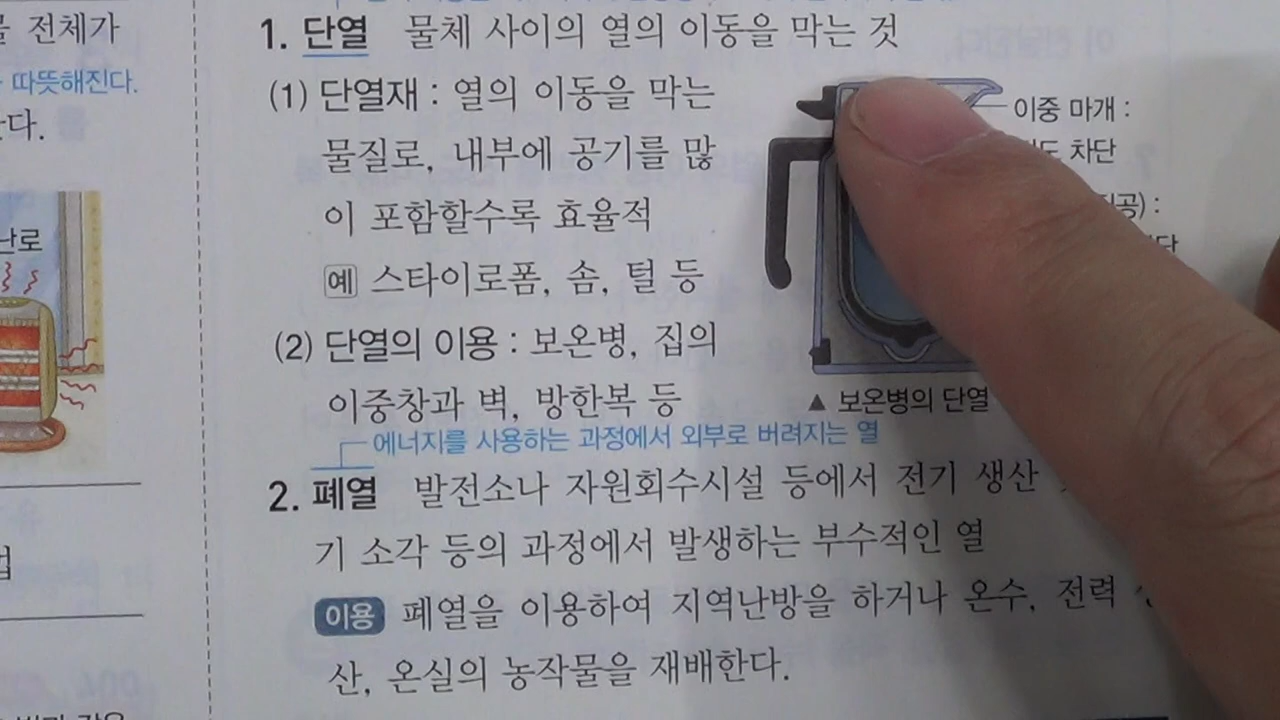 전체가
따뜻해진다.
다.
난로
1. 단열 물체 사이의 열의 이동을 막는 것
(1) 단열재 : 열의 이동을 막는
물질로, 내부에 공기를 많
이 포함할수록 효율적
예 스타이로폼, 솜, 털 등
(2) 단열의 이용 : 보온병, 집의
이중창과 벽, 방한복 등
이중 마개 :
차단
공) :
▲ 보온병의 단열
에너지를 사용하는 과정에서 외부로 버려지는 열
2. 폐열 발전소나 자원회수시설 등에서 전기 생산
기 소각 등의 과정에서 발생하는 부수적인 열
이용 폐열을 이용하여 지역난방을 하거나 온수, 전력
산, 온실의 농작물을 재배한다.